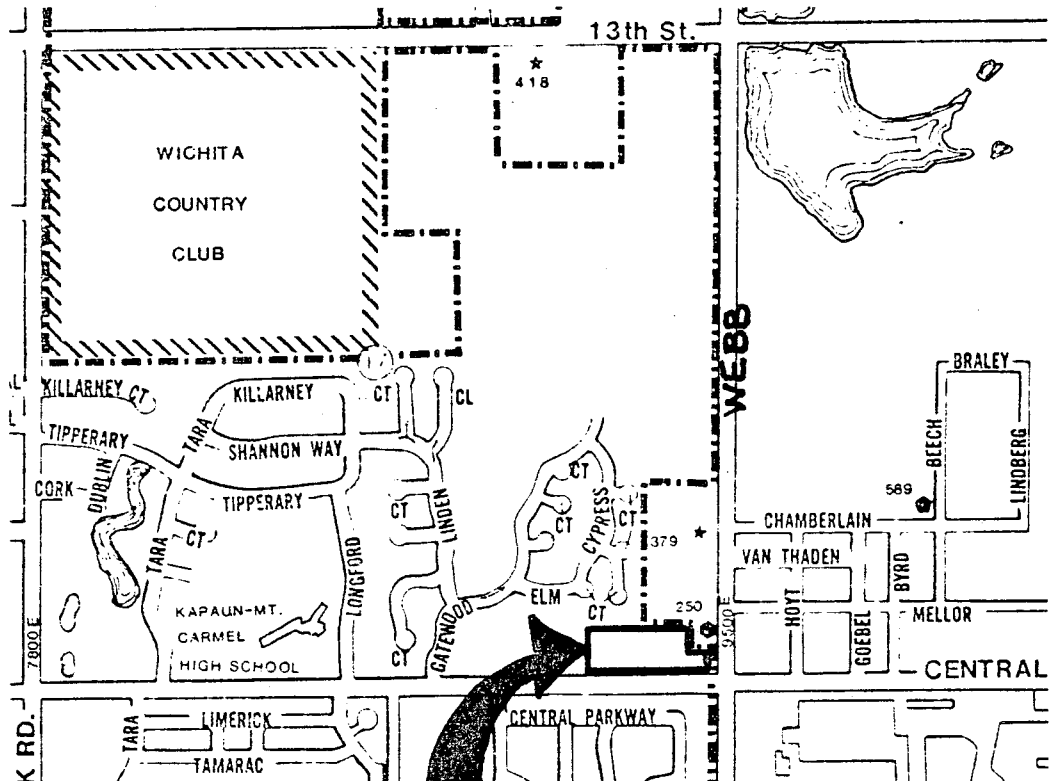 13th St.
418
WICHITA
COUNTRY
CLUB
WEBB
KILLARNEY CT
KILLARNEY
CT
CL
BRALEY
TIPPERARY
TARA
SHANNON WAY
BEECH
LINDBERG
CORK
DUBLIN
TIPPERARY
CT
LINDEN
CT
CT
CYPRESS
CT
589
CHAMBERLAIN
TARA
CT
LONGFORD
379
VAN THADEN
HOYT
BYRD
GOEBEL
KAPAUN-MT.
CARMEL
HIGH SCHOOL
GATEWOOD
ELM
CT
250
9500 E
MELLOR
7800 E
CT
CENTRAL
K RD.
TARA
LIMERICK
TAMARAC
CENTRAL PARKWAY